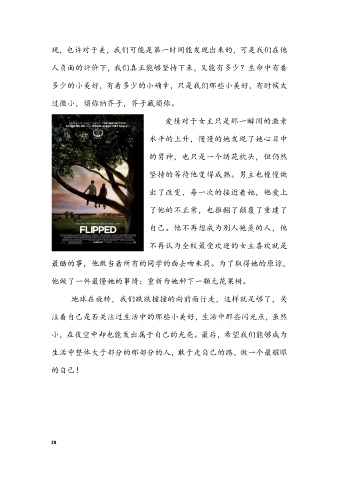 现，也许对于美，我们可能是第一时间能发现出来的，可是我们在他
人负面的评价下，我们真正能够坚持下来，又能有多少？生命中有着
多少的小美好，有着多少的小确幸，只是我们那些小美好，有时候太
过微小，须弥纳芥子，芥子藏须弥。
爱情对于女主只是那一瞬间的激素
水平的上升，慢慢的她发现了她心目中
的男神，也只是一个绣花枕头，但仍然
坚持的等待他变得成熟。男主也慢慢做
出了改变，每一次的接近着她，他爱上
了他的不正常，也推翻了颠覆了重建了
自己。他不再想成为别人艳羡的人，他
不再认为全校最受欢迎的女主喜欢就是
FLIPPED
最酷的事，他敢当着所有的同学的面去吻朱莉。为了取得她的原谅，
他做了一件最懂她的事情：重新为她种下一颗无花果树。
地球在旋转，我们跌跌撞撞的向前面行走，这样就足够了，关
注着自己是否关注过生活中的那些小美好，生活中那些闪光点，虽然
小，在夜空中却也能发出属于自己的光亮。最后，希望我们能够成为
生活中整体大于部分的那部分的人，敢于走自己的路，做一个最耀眼
的自己！
28